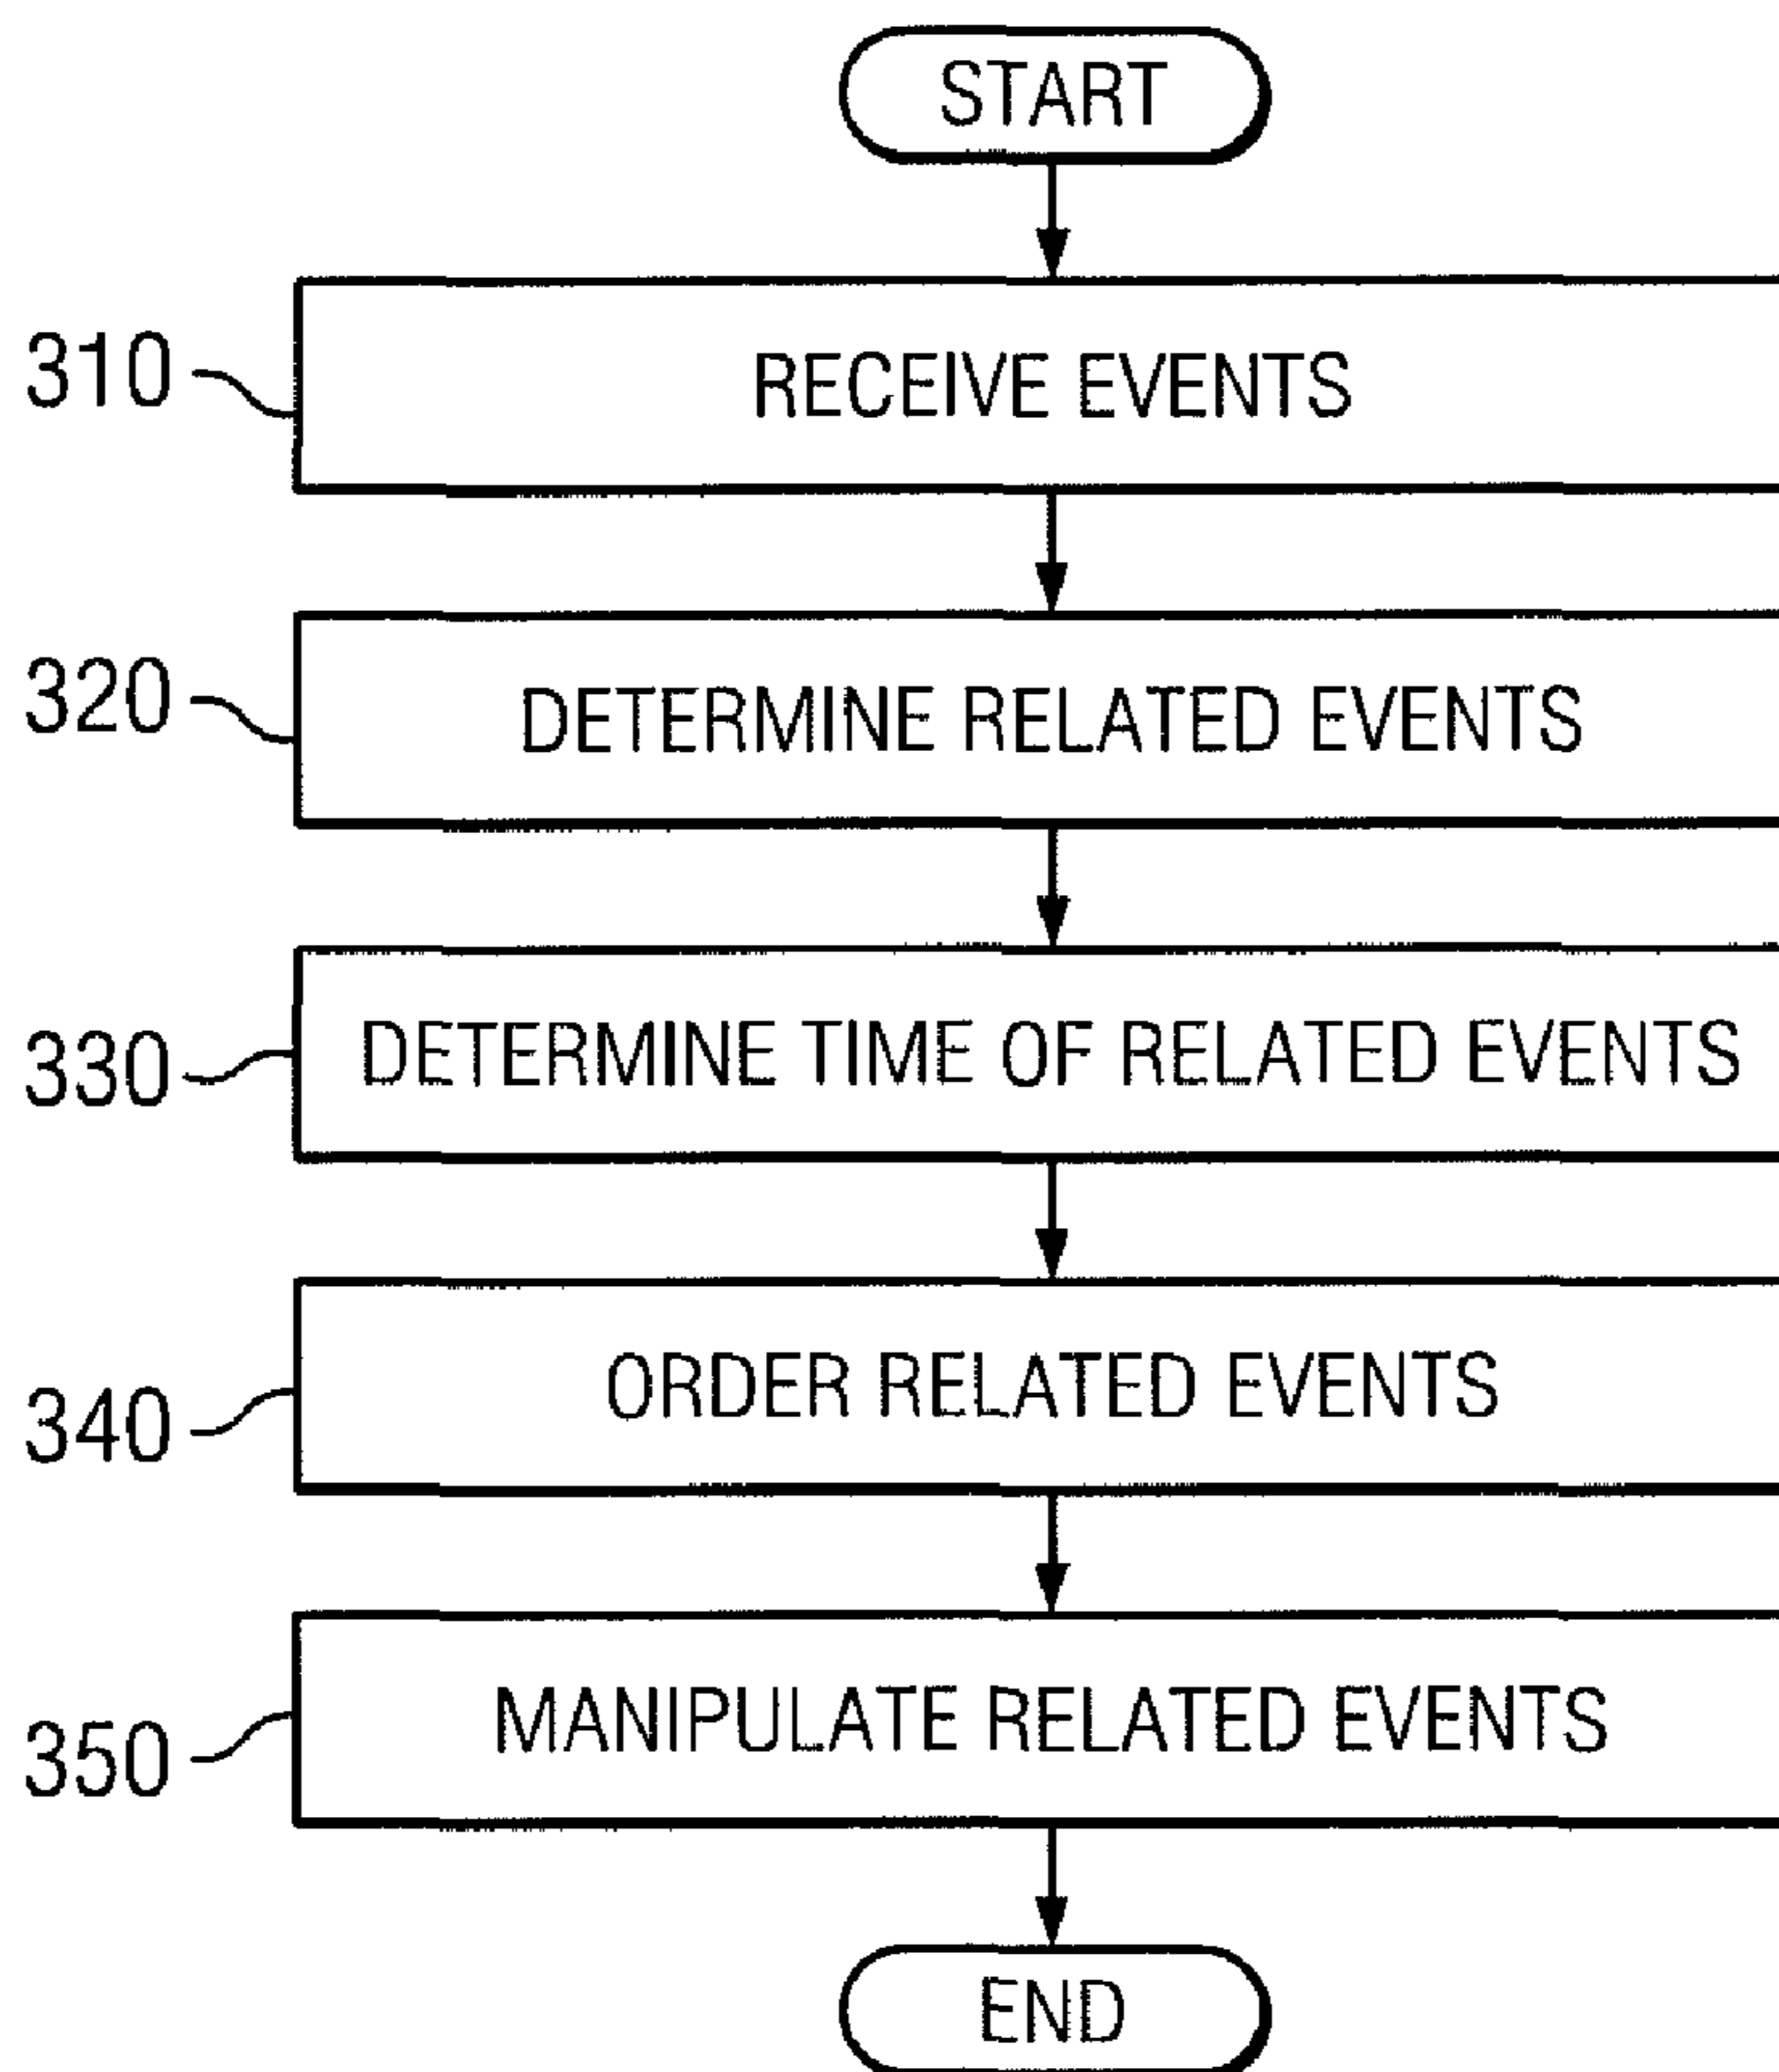 START
310
RECEIVE EVENTS
320
DETERMINE RELATED EVENTS
330
DETERMINE TIME OF RELATED EVENTS
340
ORDER RELATED EVENTS
350
MANIPULATE RELATED EVENTS
END